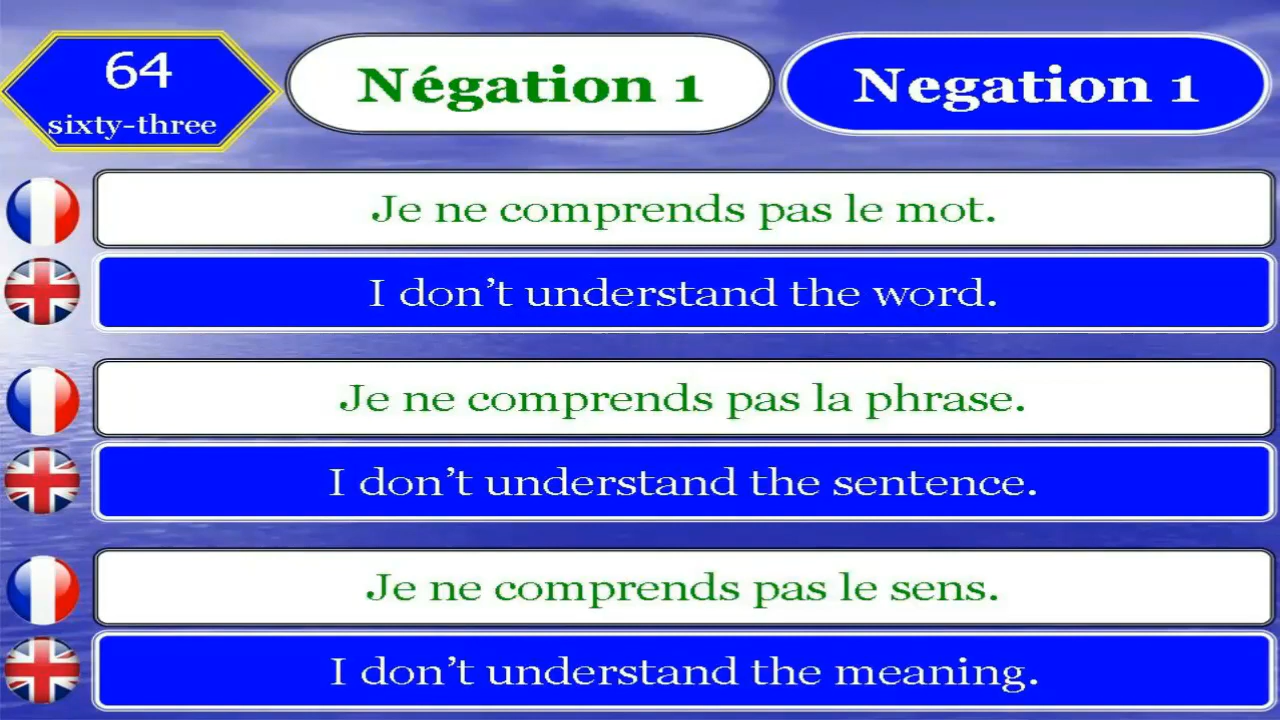 64
sixty-three
Négation 1
Negation 1
Je ne comprends pas le mot.
I don’t understand the word.
Je ne comprends pas la phrase.
I don’t understand the sentence.
Je ne comprends pas le sens.
I don’t understand the meaning.